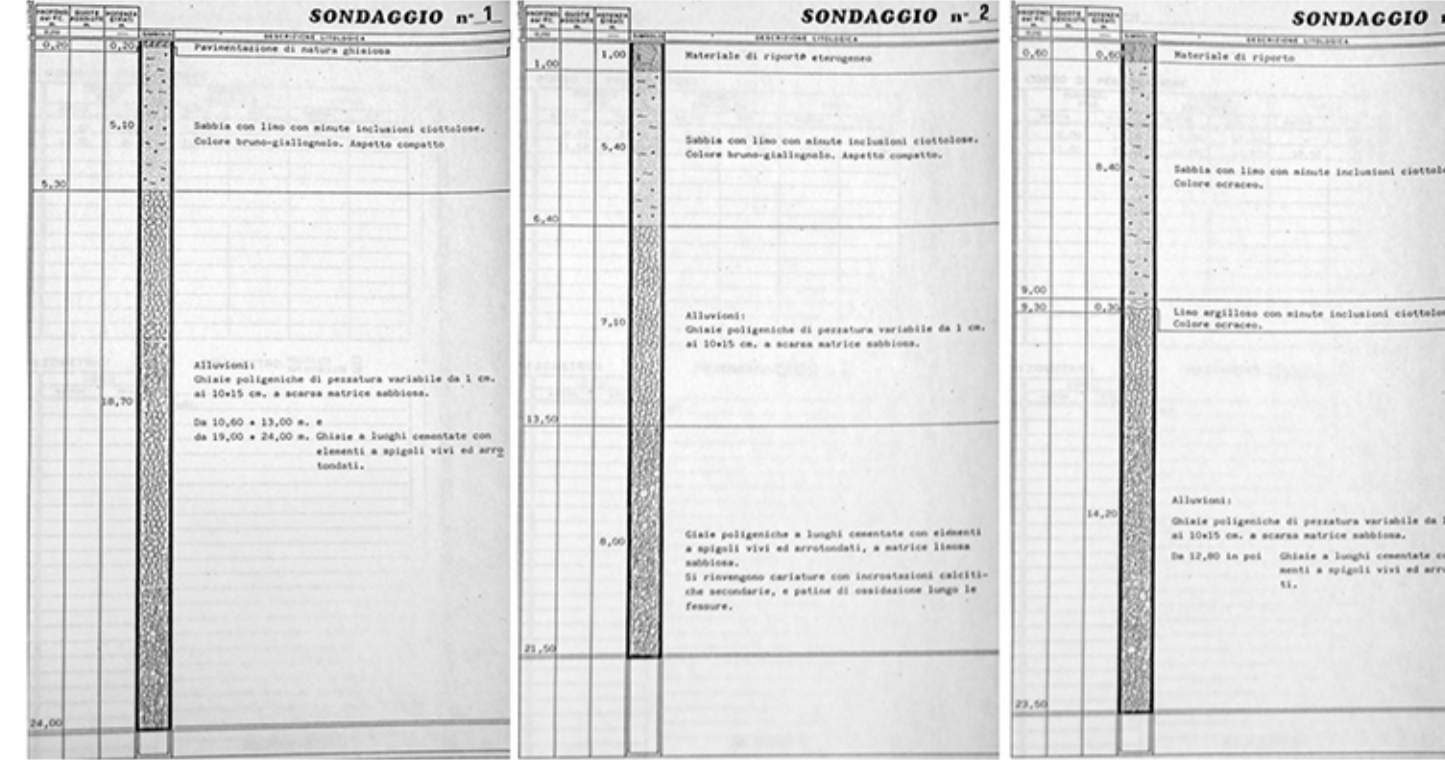 SONDAGGIO n° 1
DESCRIZIONE LITOLOGICA
0,20
0,20
Pavimentazione di natura ghiaiosa
5,10
Sabbia con limo con minute inclusioni ciottolose.
Colore bruno-giallognolo. Aspetto compatto
5,30
Alluvioni:
Ghiaie poligeniche di pezzatura variabile da 1 cm.
ai 10+15 cm. a scarsa matrice sabbiosa.
18,70
Da 10,60 + 13,00 m. e
da 19,00 + 24,00 m. Ghiaie a luoghi cementate con
elementi a spigoli vivi ed arro
tondati.
24,00
SONDAGGIO n° 2
DESCRIZIONE LITOLOGICA
1,00
1,00
Materiale di riporto eterogeneo
5,40
Sabbia con limo con minute inclusioni ciottolose.
Colore bruno-giallognolo. Aspetto compatto.
6,40
Alluvioni:
7,10
Ghiaie poligeniche di pezzatura variabile da 1 cm.
ai 10+15 cm. a scarsa matrice sabbiosa.
13,50
8,00
Giaie poligeniche a luoghi cementate con elementi
a spigoli vivi ed arrotondati, a matrice limosa
sabbiosa.
Si rinvengono cariature con incrostazioni calciti-
che secondarie, e patine di ossidazione lungo le
fessure.
21,50
SONDAGGIO
DESCRIZIONE LITOLOGICA
0,60
0,60
Materiale di riporto
8,40
Sabbia con limo con minute inclusioni ciottolo
Colore ocraceo.
9,00
9,30
0,30
Limo argilloso con minute inclusioni ciottolo
Colore ocraceo.
Alluvioni:
14,20
Ghiaie poligeniche di pezzatura variabile da 1
ai 10+15 cm. a scarsa matrice sabbiosa.
Da 12,80 in poi Ghiaie a luoghi cementate co
menti a spigoli vivi ed arro
ti.
23,50